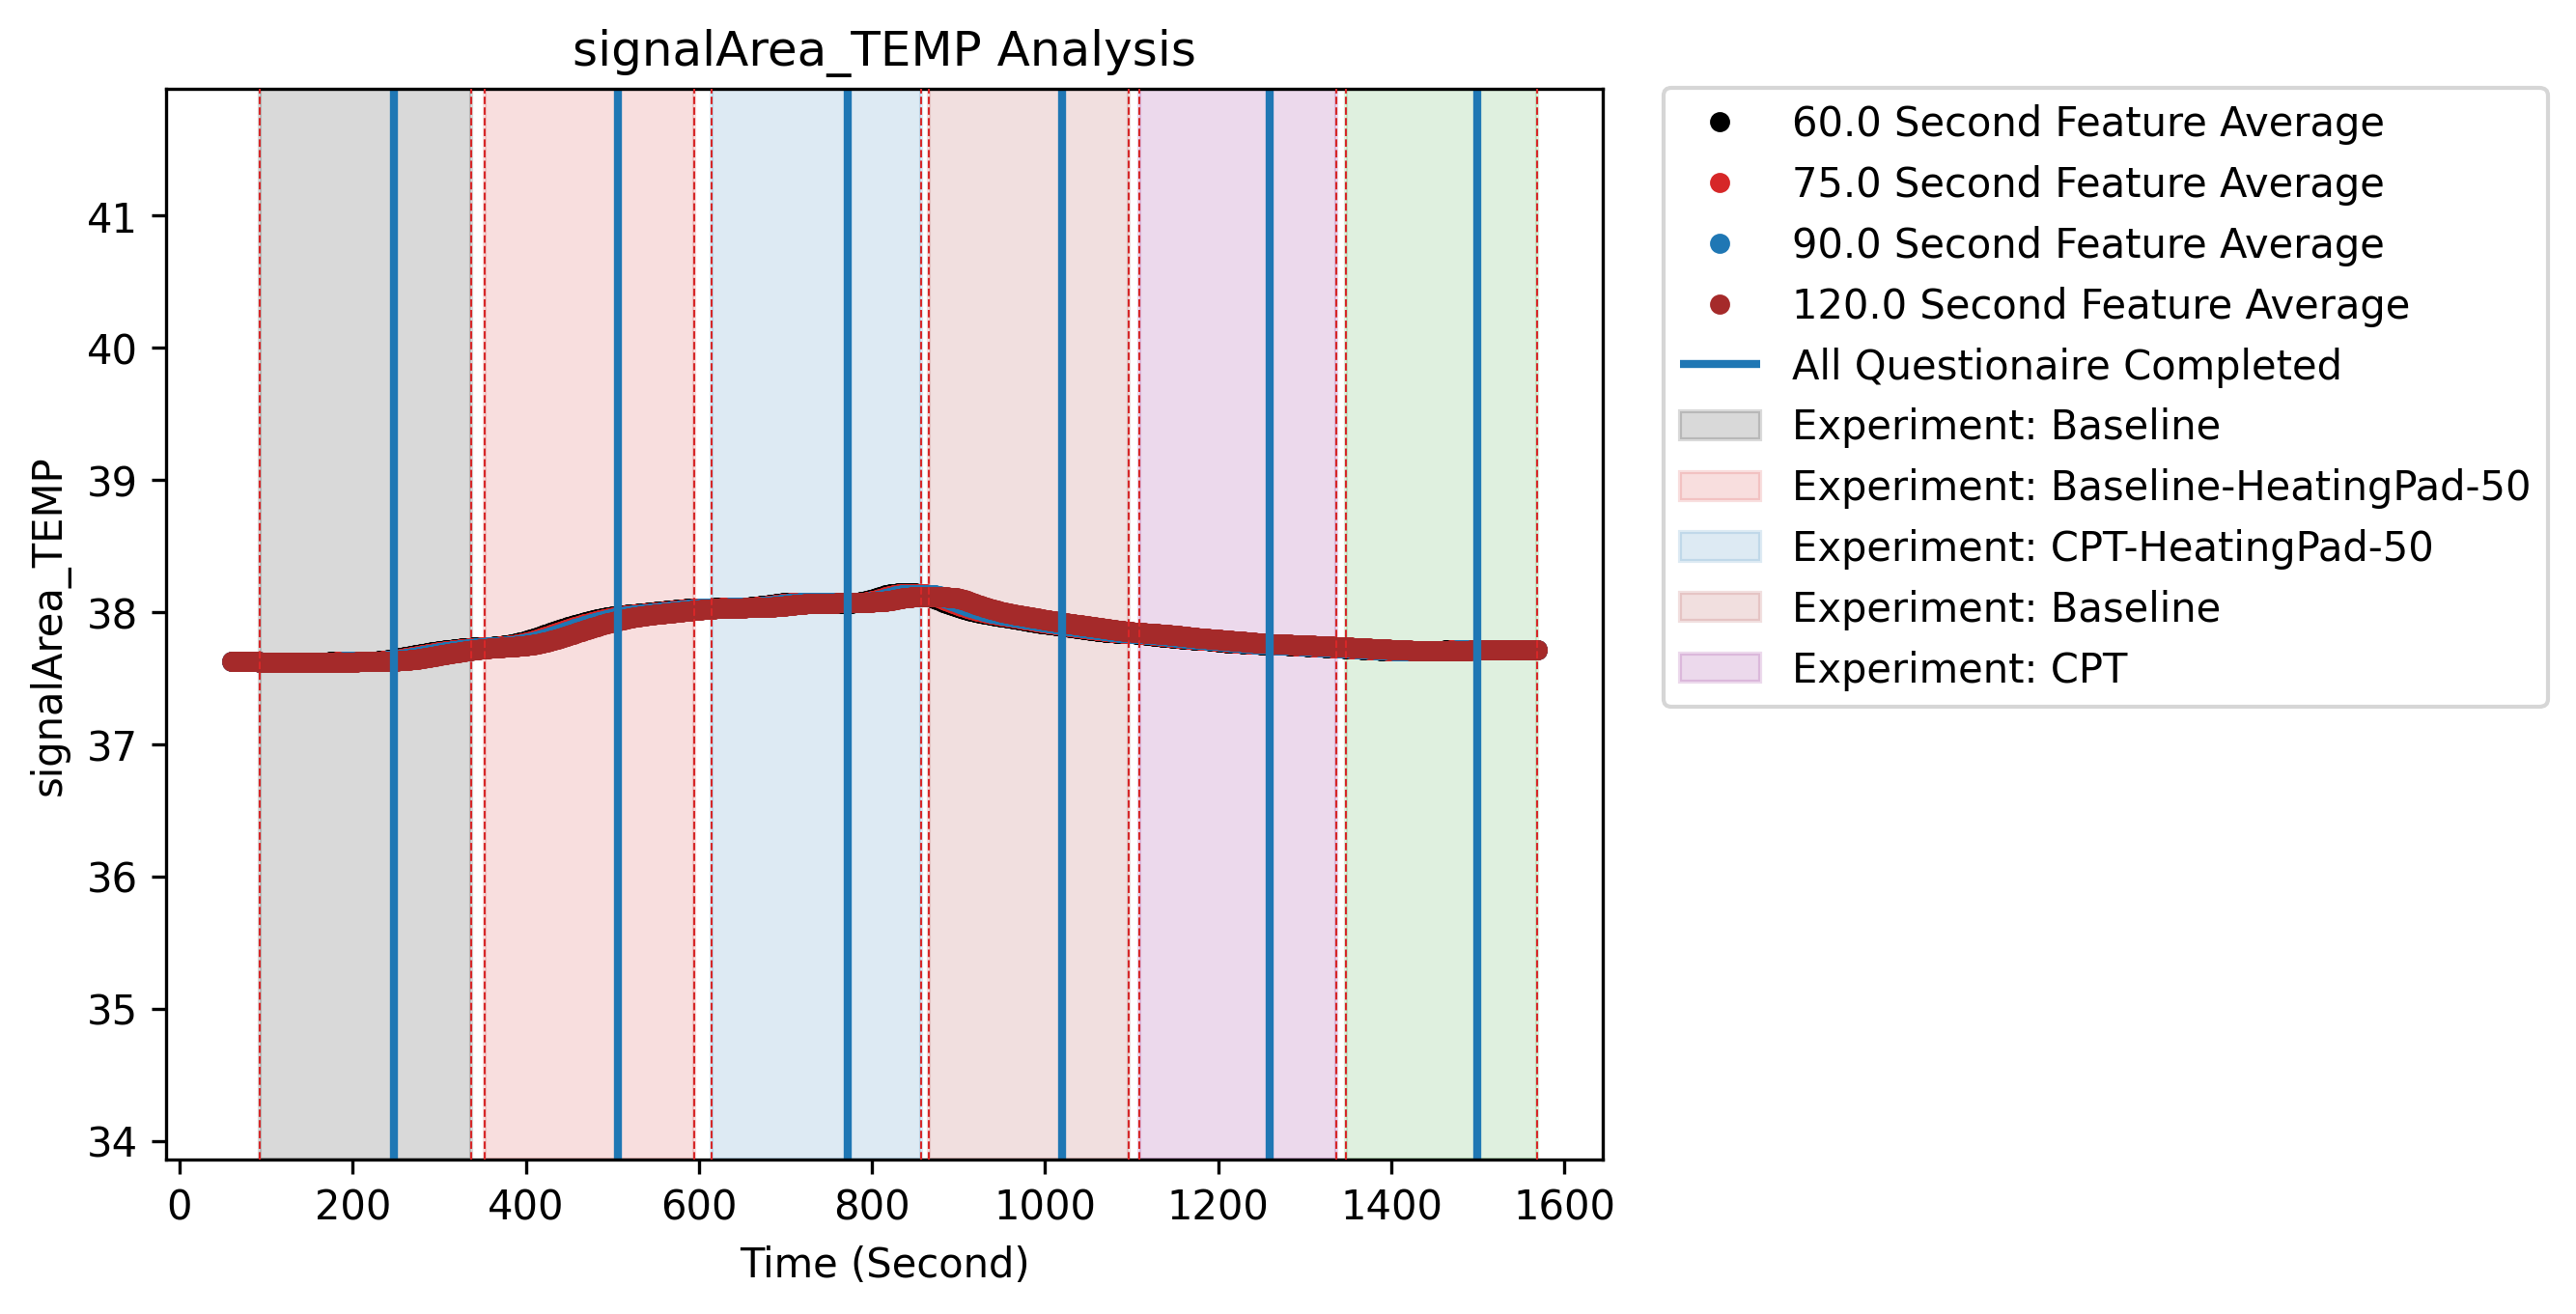 signalArea_TEMP Analysis
signalArea_TEMP
41
40
39
38
37
36
35
34
0 200 400 600 800 1000 1200 1400 1600
Time (Second)
60.0 Second Feature Average
75.0 Second Feature Average
90.0 Second Feature Average
120.0 Second Feature Average
All Questionaire Completed
Experiment: Baseline
Experiment: Baseline-HeatingPad-50
Experiment: CPT-HeatingPad-50
Experiment: Baseline
Experiment: CPT